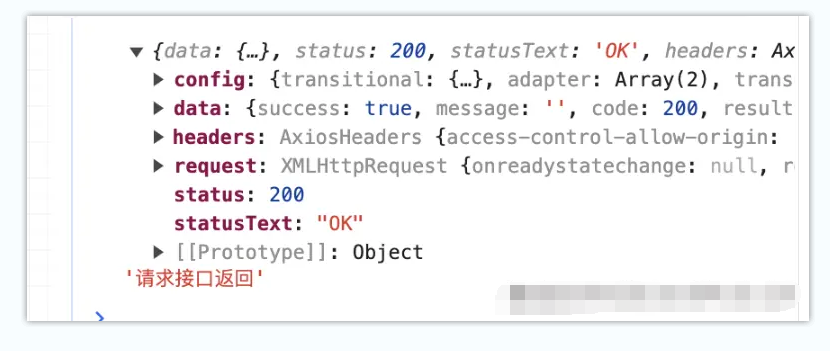 ▼ {data: {…}, status: 200, statusText: 'OK', headers: Ax
▶ config: {transitional: {…}, adapter: Array(2), trans
▶ data: {success: true, message: '', code: 200, result
▶ headers: AxiosHeaders {access-control-allow-origin:
▶ request: XMLHttpRequest {onreadystatechange: null, r
status: 200
statusText: "OK"
▶ [[Prototype]]: Object
'请求接口返回'
>